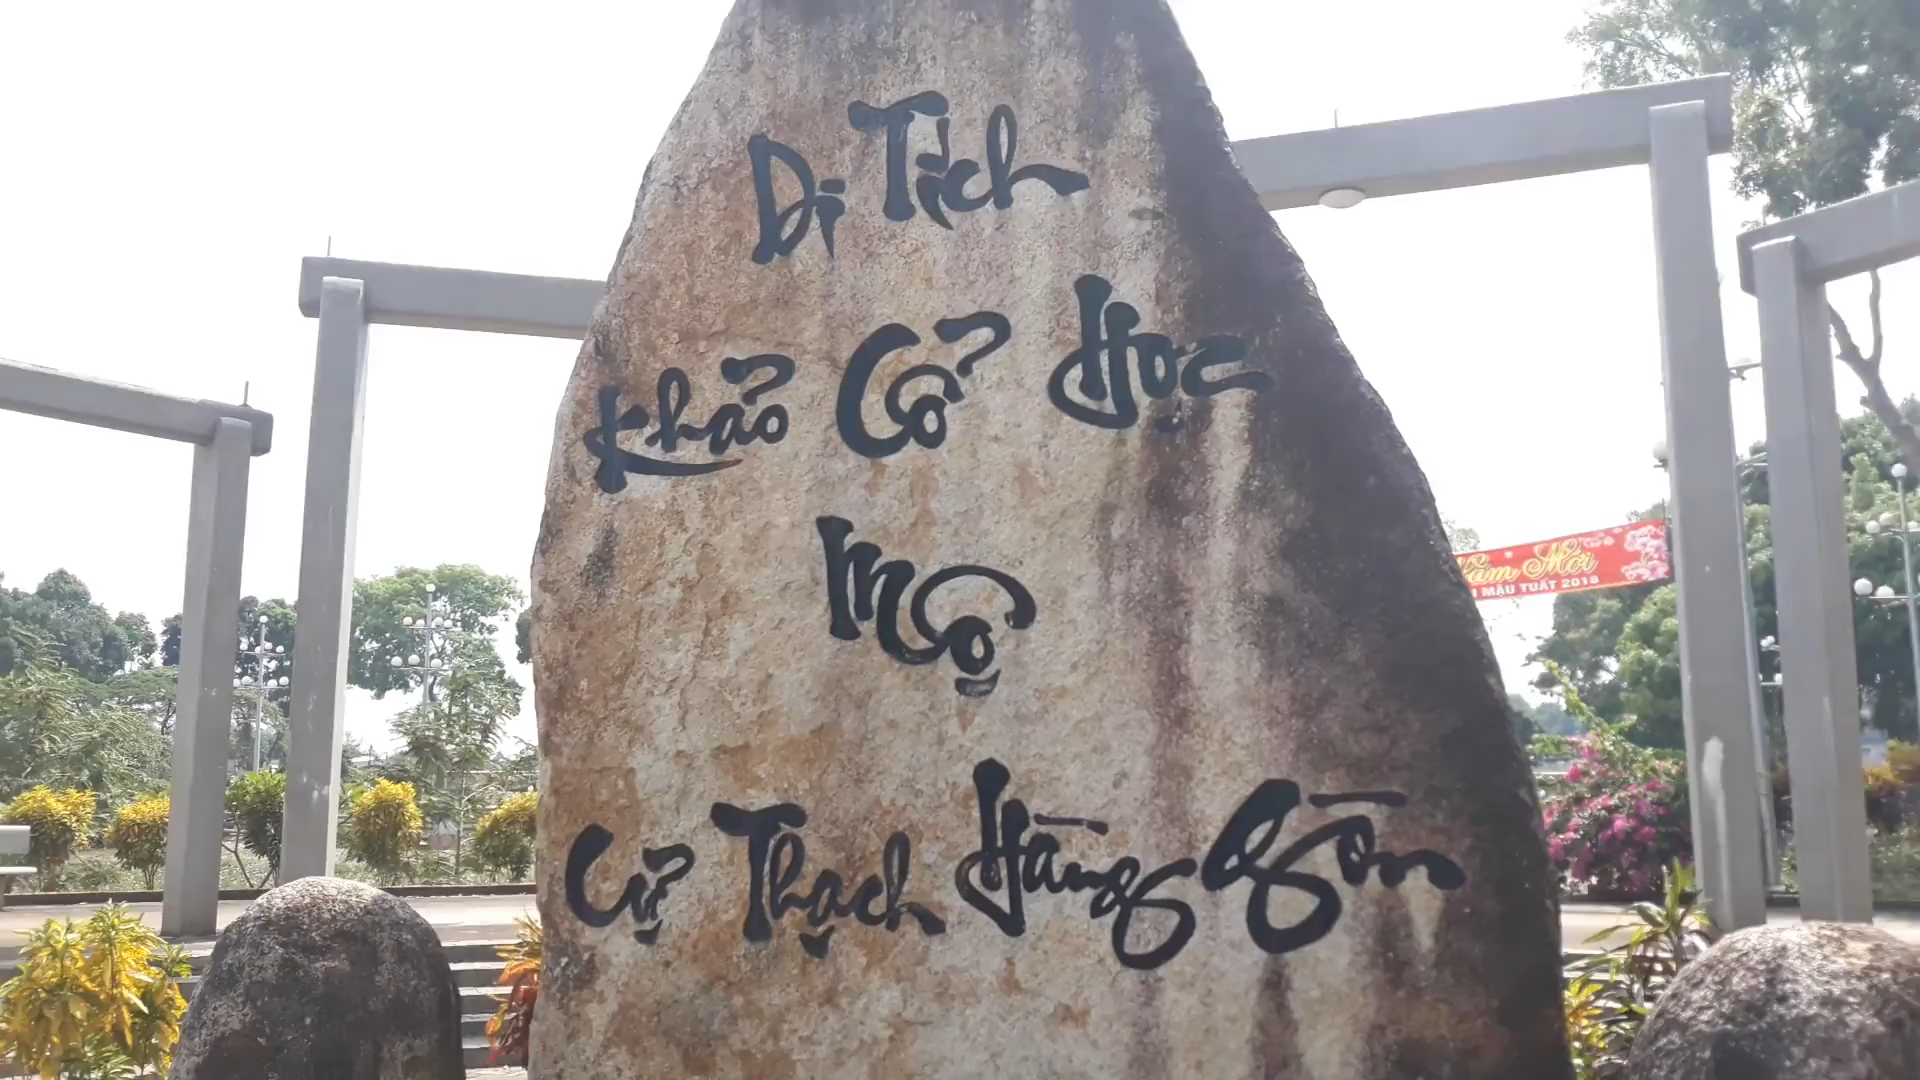 Di Tích
Khảo Cổ Học
Mộ
Cự Thạch Hàng Gòn
Năm Mới
MẬU TUẤT 2018